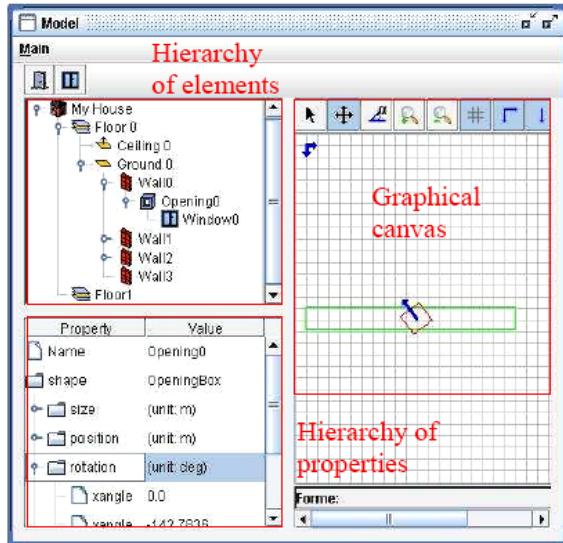 Model
Main
Hierarchy
of elements
My House
Floor 0
Ceiling 0
Ground 0
Wall0
Opening0
Window0
Wall1
Wall2
Wall3
Floor1
Graphical
canvas
Property Value
Name Opening0
shape OpeningBox
size (unit: m)
position (unit: m)
rotation (unit: deg)
xangle 0.0
-142.7836
Hierarchy of
properties
Forme: